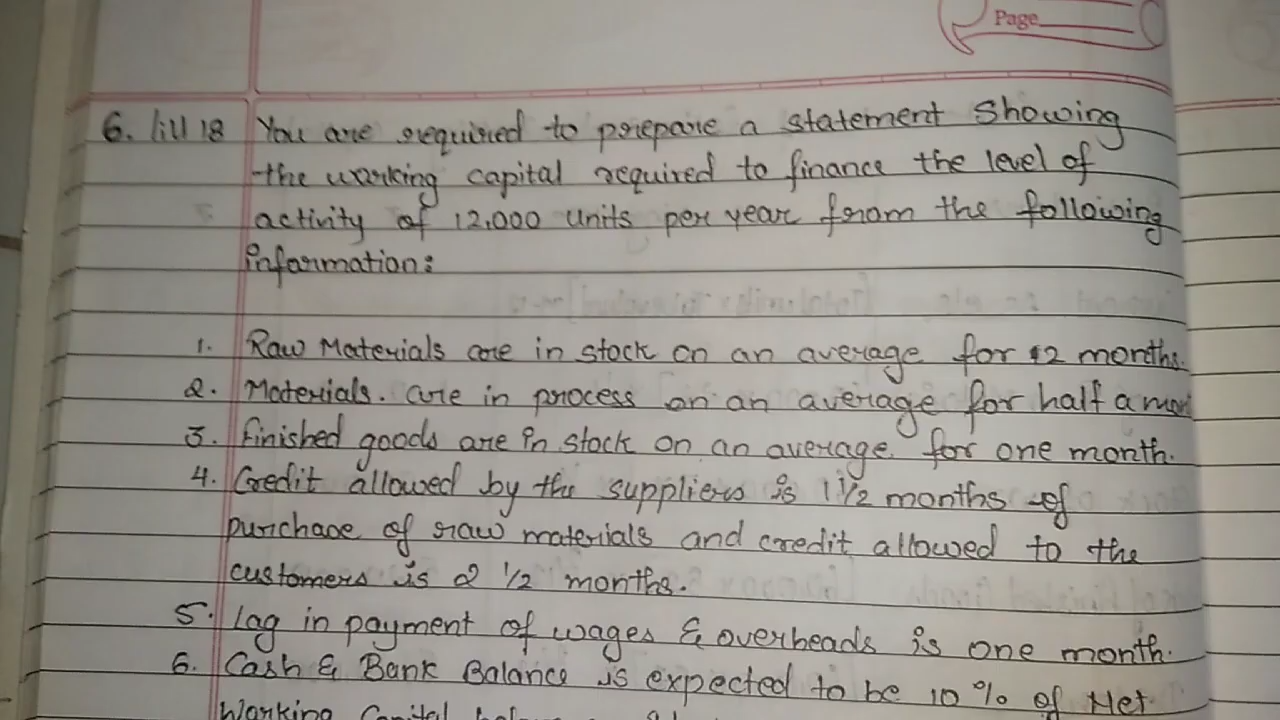 Page
6. lill 18 You are required to prepare a statement Showing
the working capital required to finance the level of
activity of 12,000 units per year from the following
information:
1. Raw Materials are in stock on an average for 2 months.
2. Materials. are in process on an average for half a mon
3. Finished goods are in stock on an average for one month.
4. Credit allowed by the suppliers is 1 1/2 months of
purchase of raw materials and credit allowed to the
customers is 2 1/2 months.
5. Lag in payment of wages & overheads is one month.
6. Cash & Bank Balance is expected to be 10% of Net
Working Capital